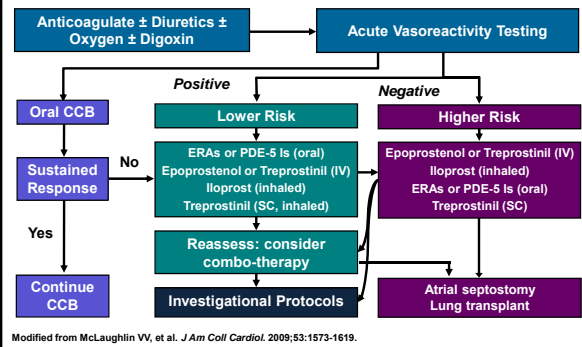 Anticoagulate ± Diuretics ±
Oxygen ± Digoxin
Acute Vasoreactivity Testing
Positive
Negative
Oral CCB
Lower Risk
Higher Risk
Sustained
Response
No
ERAs or PDE-5 Is (oral)
Epoprostenol or Treprostinil (IV)
Iloprost (inhaled)
Treprostinil (SC, inhaled)
Epoprostenol or Treprostinil (IV)
Iloprost (inhaled)
ERAs or PDE-5 Is (oral)
Treprostinil (SC)
Yes
Reassess: consider
combo-therapy
Continue
CCB
Investigational Protocols
Atrial septostomy
Lung transplant
Modified from McLaughlin VV, et al. J Am Coll Cardiol. 2009;53:1573-1619.